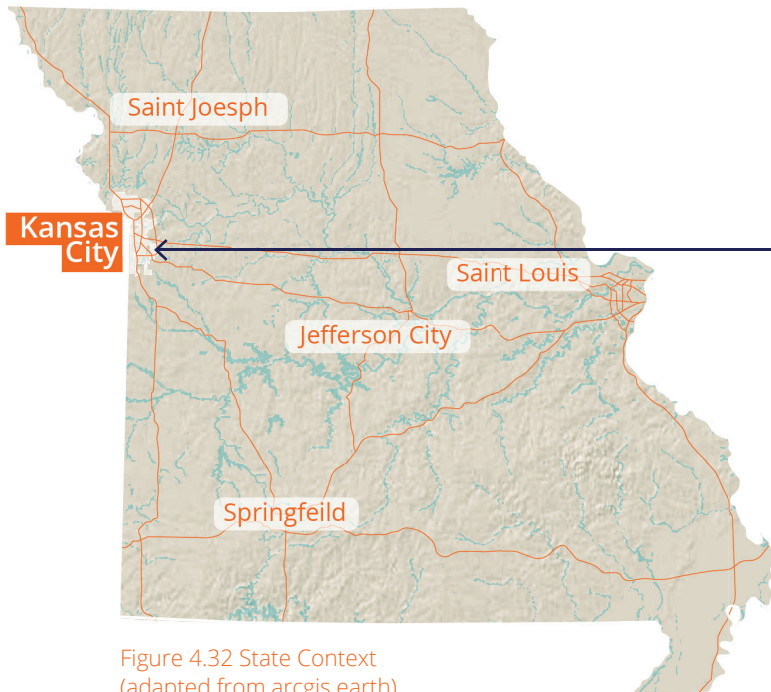 Saint Joesph
Kansas
City
Saint Louis
Jefferson City
Springfeild
Figure 4.32 State Context
(adapted from arcgis earth)